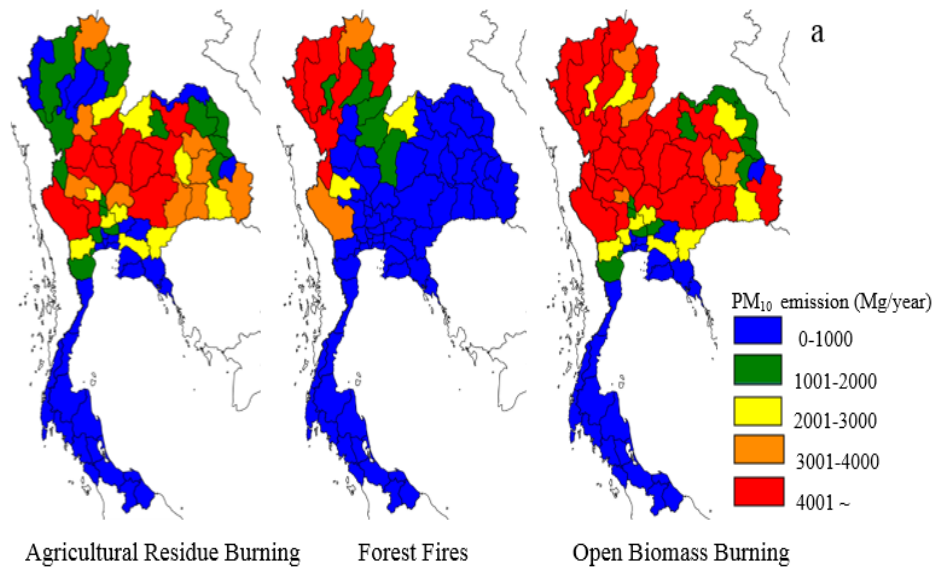 a
PM₁₀ emission (Mg/year)
0-1000
1001-2000
2001-3000
3001-4000
4001 ~
Agricultural Residue Burning Forest Fires Open Biomass Burning